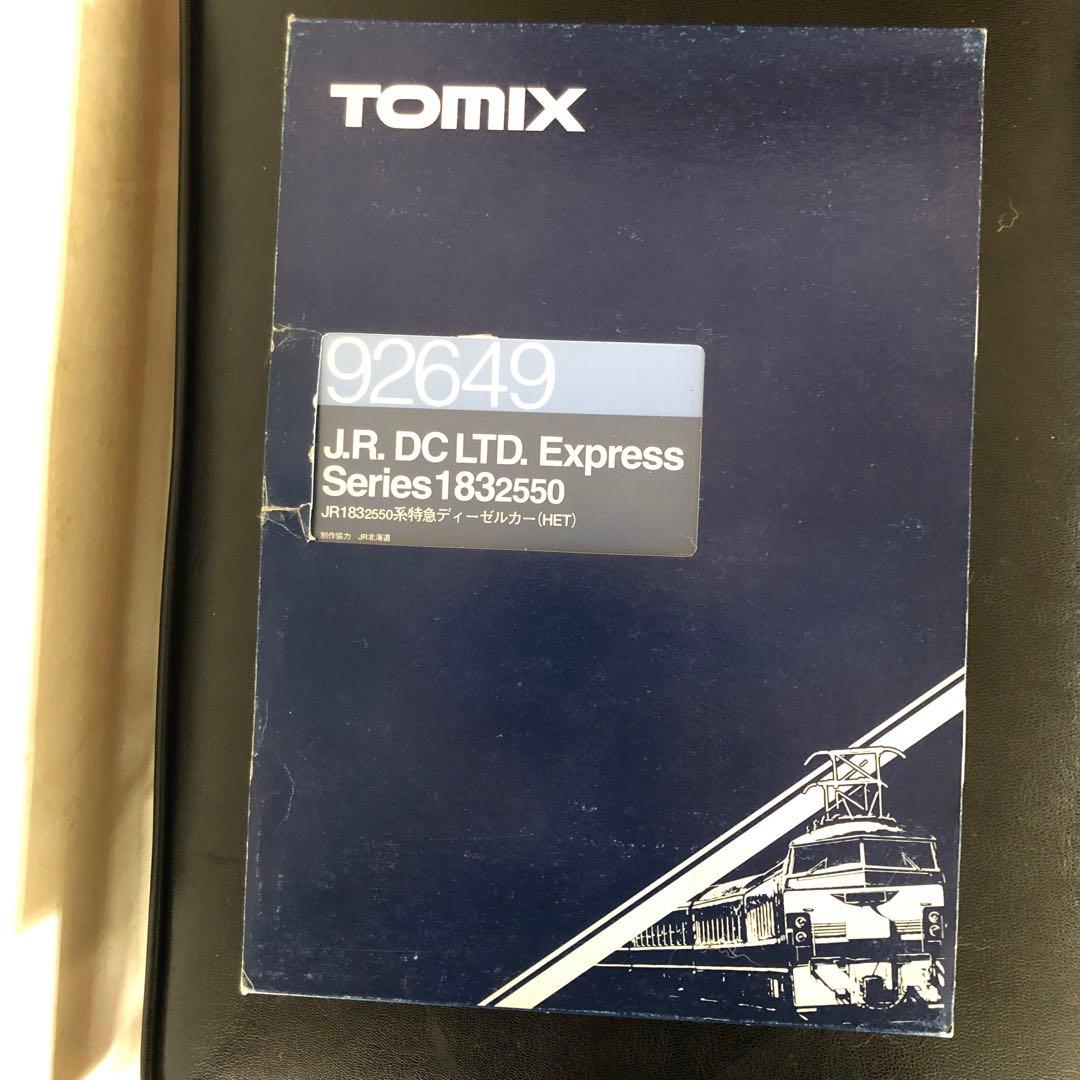 TOMIX
92649
J.R. DC LTD. Express
Series 1832550
JR1832550系特急ディーゼルカー(HET)
制作協力 JR北海道